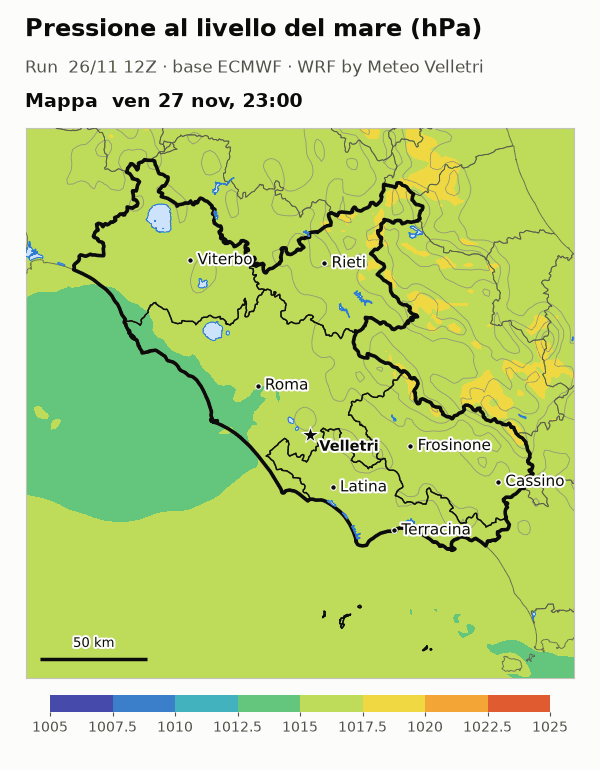 Pressione al livello del mare (hPa)
Run  26/11 12Z · base ECMWF · WRF by Meteo Velletri
Mappa  ven 27 nov, 23:00
Viterbo
Rieti
Roma
Velletri
Frosinone
Latina
Cassino
Terracina
50 km
1005 1007.5 1010 1012.5 1015 1017.5 1020 1022.5 1025